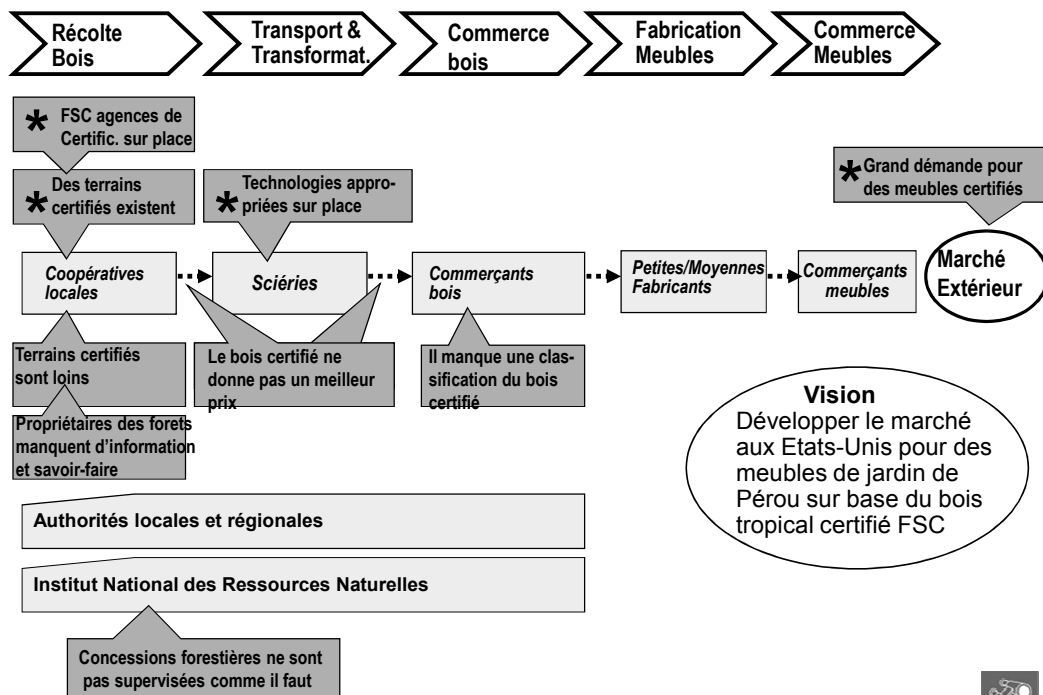 Récolte
Bois
Transport &
Transformat.
Commerce
bois
Fabrication
Meubles
Commerce
Meubles
* FSC agences de
Certific. sur place
* Des terrains
certifiés existent
* Technologies appro-
priées sur place
* Grand démande pour
des meubles certifiés
Coopératives
locales
Sciéries
Commerçants
bois
Petites/Moyennes
Fabricants
Commerçants
meubles
Marché
Extérieur
Terrains certifiés
sont loins
Le bois certifié ne
donne pas un meilleur
prix
Il manque une clas-
sification du bois
certifié
Propriétaires des forets
manquent d’information
et savoir-faire
Vision
Développer le marché
aux Etats-Unis pour des
meubles de jardin de
Pérou sur base du bois
tropical certifié FSC
Authorités locales et régionales
Institut National des Ressources Naturelles
Concessions forestières ne sont
pas supervisées comme il faut